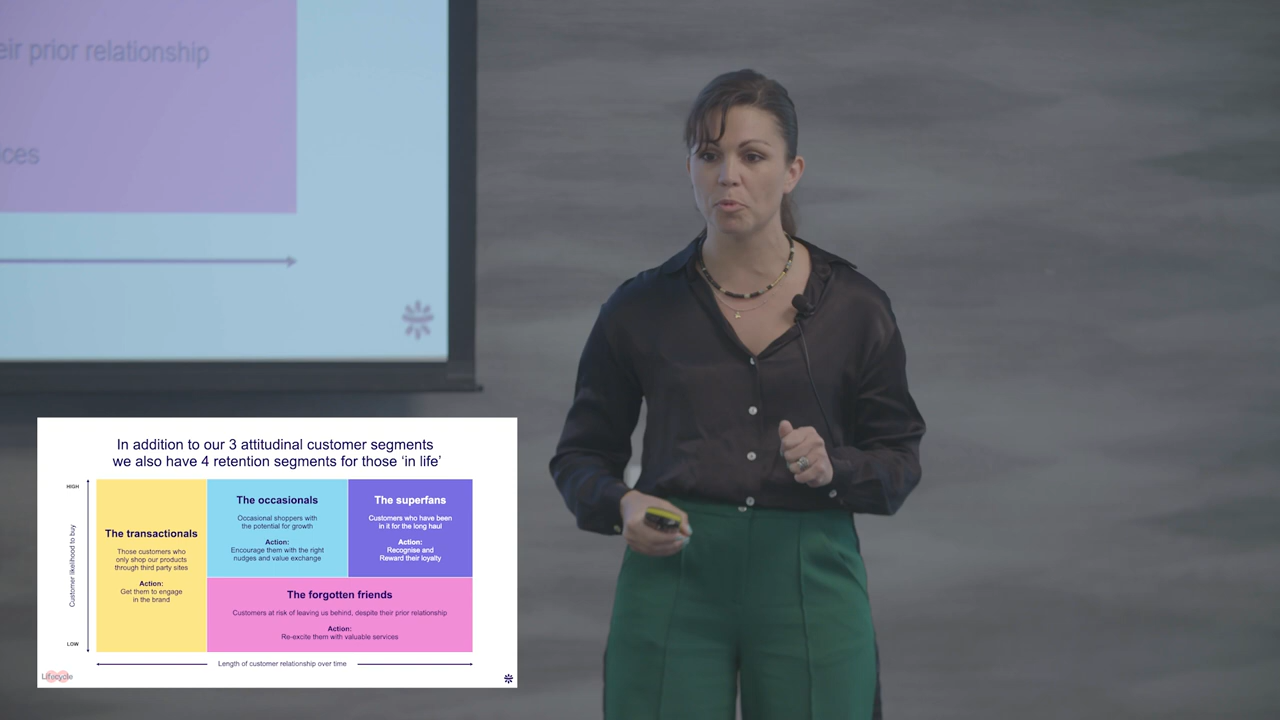 eir prior relationship
ices
In addition to our 3 attitudinal customer segments
we also have 4 retention segments for those ‘in life’
HIGH
Customer likelihood to buy
LOW
The transactionals
Those customers who
only shop our products
through third party sites
Action:
Get them to engage
in the brand
The occasionals
Occasional shoppers with
the potential for growth
Action:
Encourage them with the right
nudges and value exchange
The superfans
Customers who have been
in it for the long haul
Action:
Recognise and
Reward their loyalty
The forgotten friends
Customers at risk of leaving us behind, despite their prior relationship
Action:
Re-excite them with valuable services
Length of customer relationship over time
Lifecycle